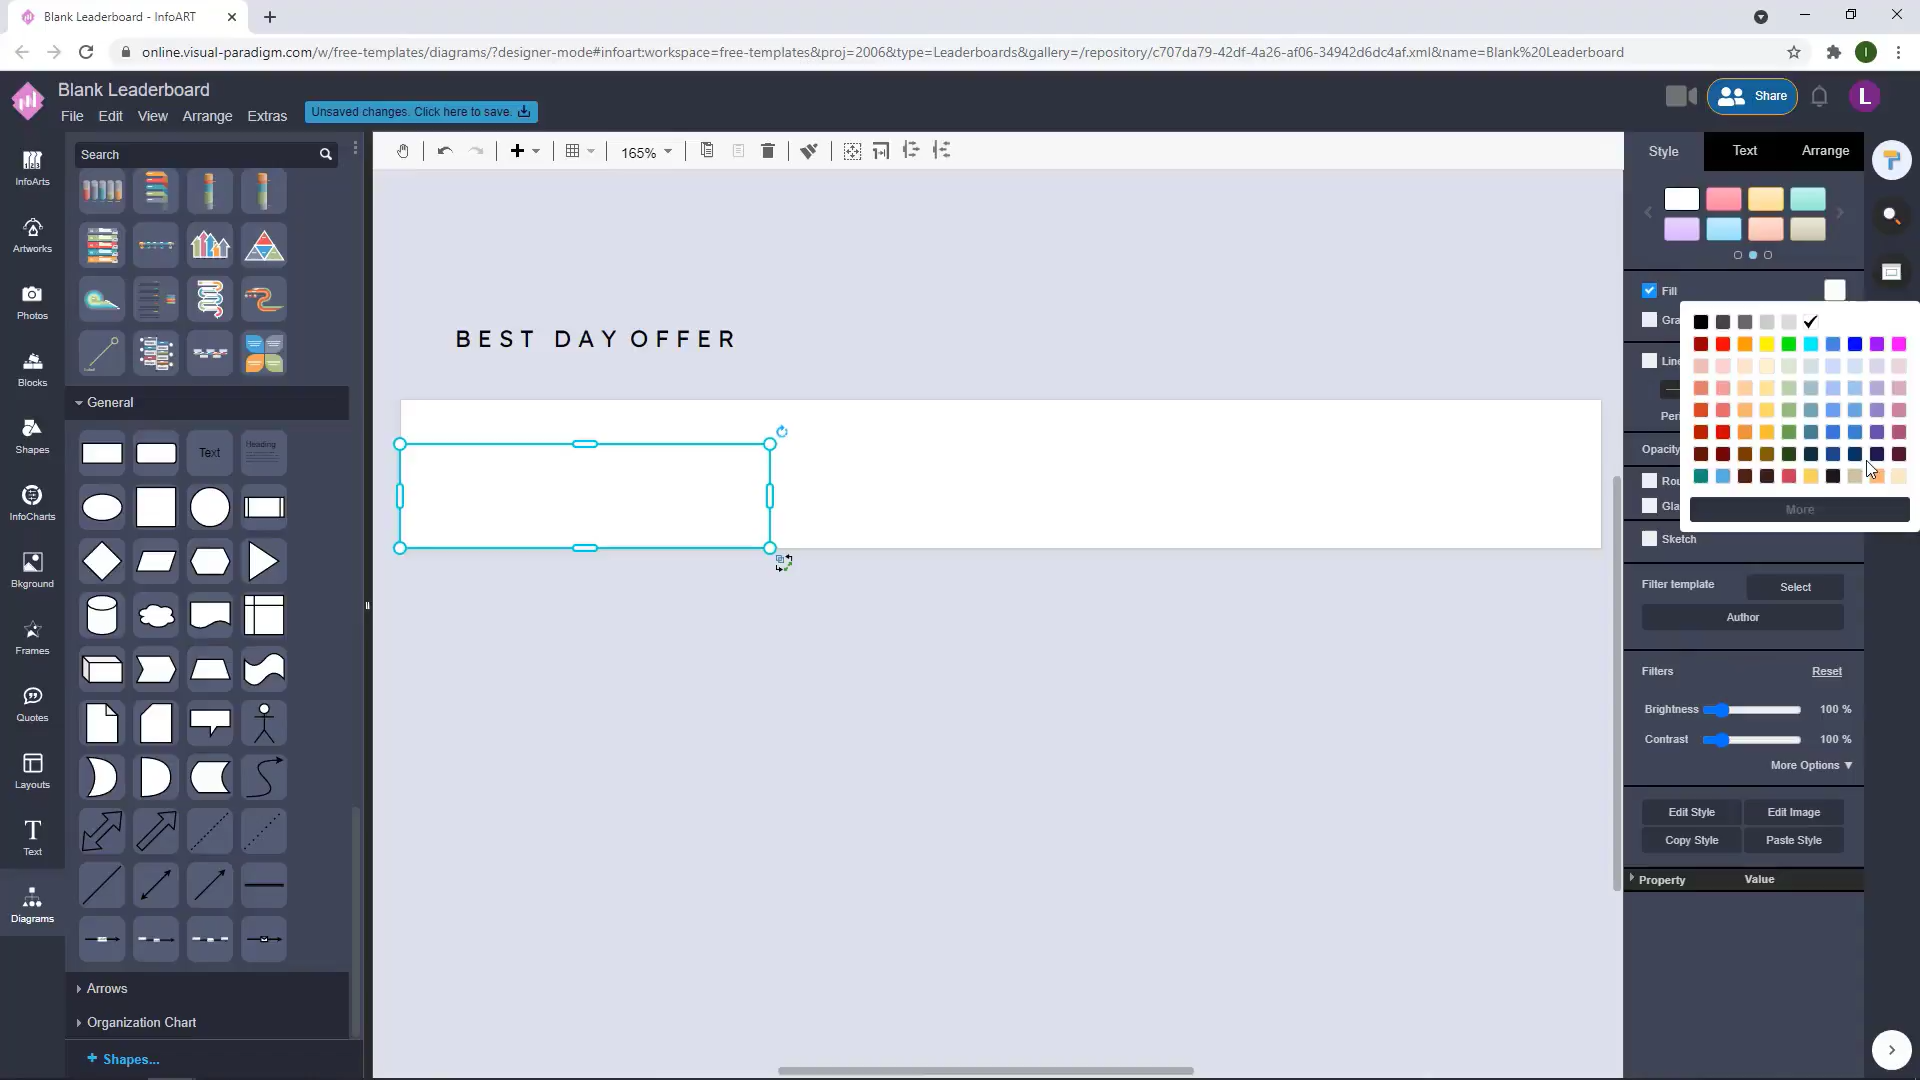 Blank Leaderboard - InfoART
online.visual-paradigm.com/w/free-templates/diagrams/?designer-mode#infoart:workspace=free-templates&proj=2006&type=Leaderboards&gallery=/repository/c707da79-42df-4a26-af06-34942d6dc4af.xml&name=Blank%20Leaderboard
I
Blank Leaderboard
File Edit View Arrange Extras
Unsaved changes. Click here to save.
Share
L
InfoArts
Artworks
Photos
Blocks
Shapes
InfoCharts
Bkground
Frames
Quotes
Layouts
T
Text
Diagrams
Search
General
Text
Heading
Arrows
Organization Chart
+ Shapes...
165%
BEST DAY OFFER
Style Text Arrange
Fill
Gra
Line
Peri
Opacity
Rou
Gla
More
Sketch
Filter template Select
Author
Filters Reset
Brightness 100 %
Contrast 100 %
More Options ▼
Edit Style Edit Image
Copy Style Paste Style
Property Value